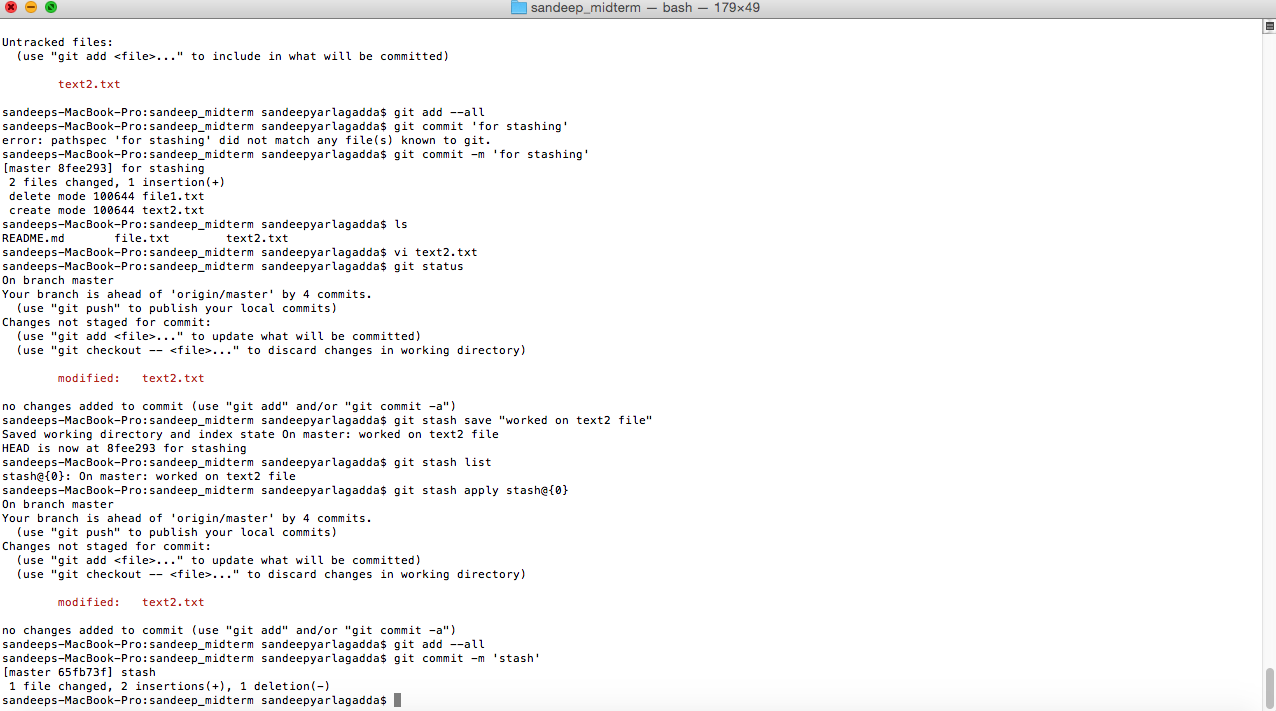 sandeep_midterm — bash — 179×49
Untracked files:
  (use "git add <file>..." to include in what will be committed)
        text2.txt
sandeeps-MacBook-Pro:sandeep_midterm sandeepyarlagadda$ git add --all
sandeeps-MacBook-Pro:sandeep_midterm sandeepyarlagadda$ git commit 'for stashing'
error: pathspec 'for stashing' did not match any file(s) known to git.
sandeeps-MacBook-Pro:sandeep_midterm sandeepyarlagadda$ git commit -m 'for stashing'
[master 8fee293] for stashing
 2 files changed, 1 insertion(+)
 delete mode 100644 file1.txt
 create mode 100644 text2.txt
sandeeps-MacBook-Pro:sandeep_midterm sandeepyarlagadda$ ls
README.md       file.txt        text2.txt
sandeeps-MacBook-Pro:sandeep_midterm sandeepyarlagadda$ vi text2.txt
sandeeps-MacBook-Pro:sandeep_midterm sandeepyarlagadda$ git status
On branch master
Your branch is ahead of 'origin/master' by 4 commits.
  (use "git push" to publish your local commits)
Changes not staged for commit:
  (use "git add <file>..." to update what will be committed)
  (use "git checkout -- <file>..." to discard changes in working directory)
        modified:   text2.txt
no changes added to commit (use "git add" and/or "git commit -a")
sandeeps-MacBook-Pro:sandeep_midterm sandeepyarlagadda$ git stash save "worked on text2 file"
Saved working directory and index state On master: worked on text2 file
HEAD is now at 8fee293 for stashing
sandeeps-MacBook-Pro:sandeep_midterm sandeepyarlagadda$ git stash list
stash@{0}: On master: worked on text2 file
sandeeps-MacBook-Pro:sandeep_midterm sandeepyarlagadda$ git stash apply stash@{0}
On branch master
Your branch is ahead of 'origin/master' by 4 commits.
  (use "git push" to publish your local commits)
Changes not staged for commit:
  (use "git add <file>..." to update what will be committed)
  (use "git checkout -- <file>..." to discard changes in working directory)
        modified:   text2.txt
no changes added to commit (use "git add" and/or "git commit -a")
sandeeps-MacBook-Pro:sandeep_midterm sandeepyarlagadda$ git add --all
sandeeps-MacBook-Pro:sandeep_midterm sandeepyarlagadda$ git commit -m 'stash'
[master 65fb73f] stash
 1 file changed, 2 insertions(+), 1 deletion(-)
sandeeps-MacBook-Pro:sandeep_midterm sandeepyarlagadda$